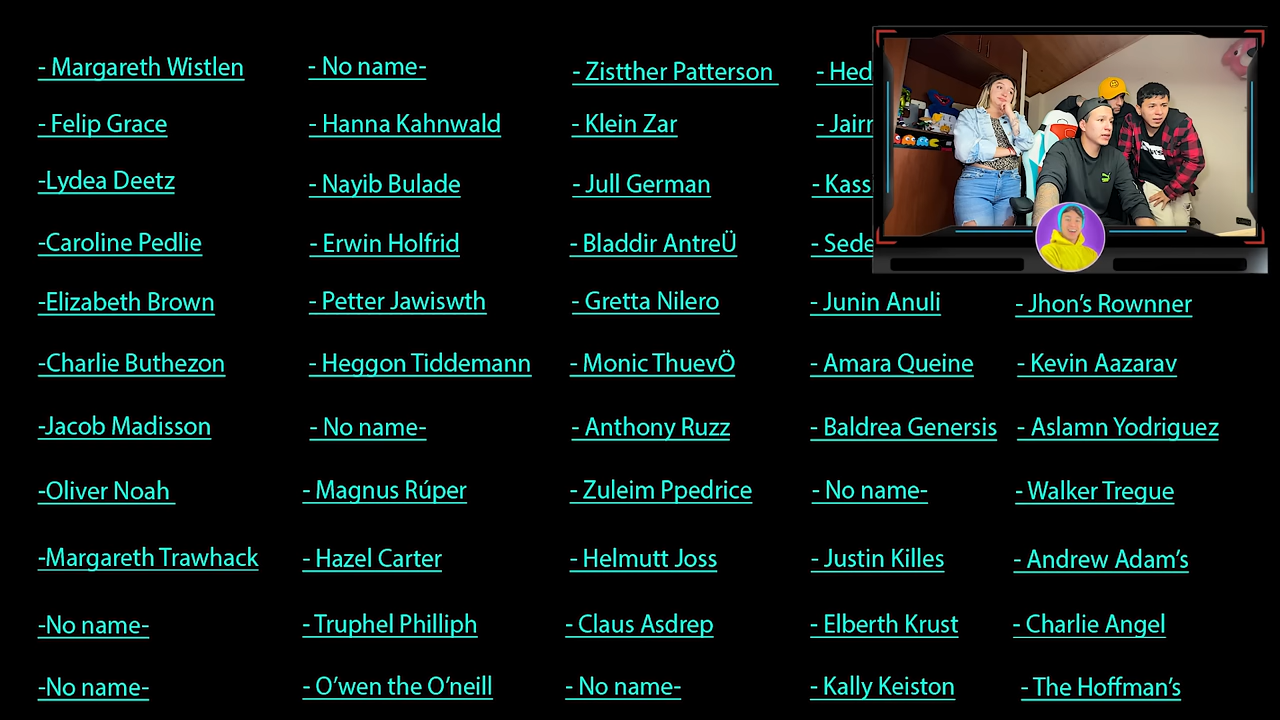 - Margareth Wistlen
- Felip Grace
-Lydea Deetz
-Caroline Pedlie
-Elizabeth Brown
-Charlie Buthezon
-Jacob Madisson
-Oliver Noah
-Margareth Trawhack
-No name-
-No name-
- No name-
- Hanna Kahnwald
- Nayib Bulade
- Erwin Holfrid
- Petter Jawiswth
- Heggon Tiddemann
- No name-
- Magnus Rúper
- Hazel Carter
- Truphel Philliph
- O'wen the O'neill
- Zistther Patterson
- Klein Zar
- Jull German
- Bladdir AntreÜ
- Gretta Nilero
- Monic ThuevÖ
- Anthony Ruzz
- Zuleim Ppedrice
- Helmutt Joss
- Claus Asdrep
- No name-
- Junin Anuli
- Amara Queine
- Baldrea Genersis
- No name-
- Justin Killes
- Elberth Krust
- Kally Keiston
- Jhon's Rownner
- Kevin Aazarav
- Aslamn Yodriguez
- Walker Tregue
- Andrew Adam's
- Charlie Angel
- The Hoffman's